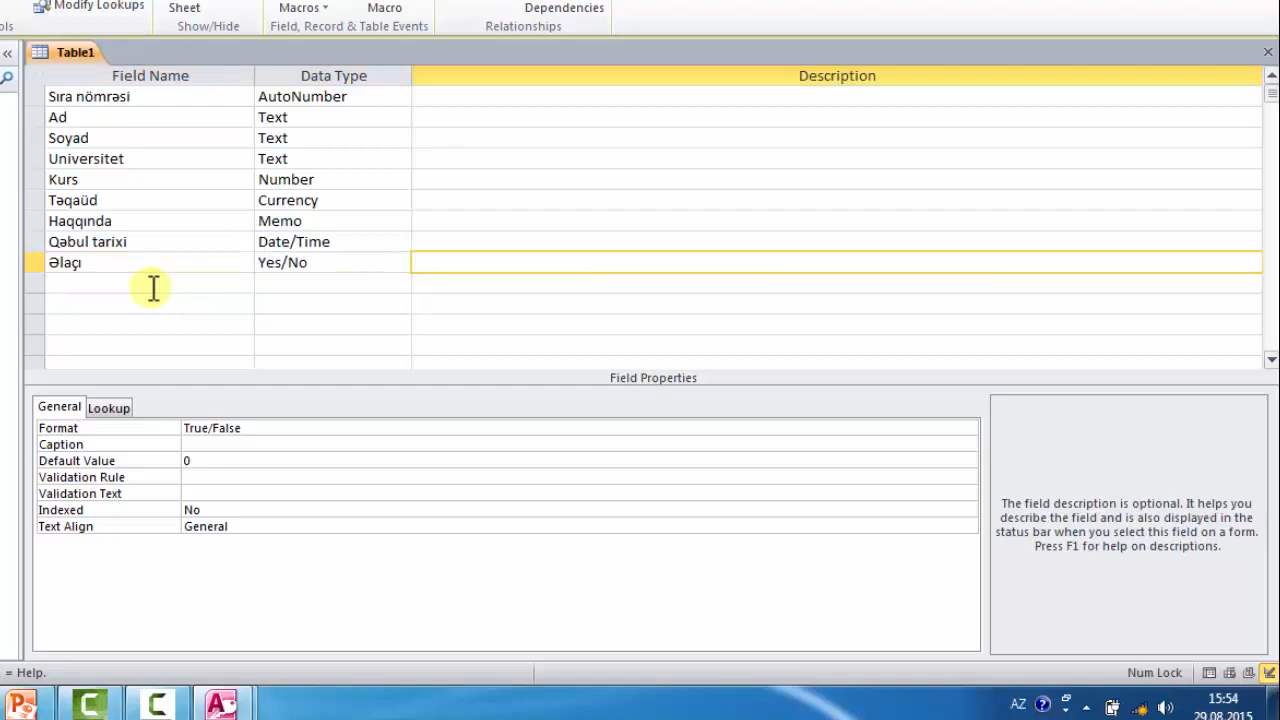 Modify Lookups
Sheet
Macros
Macro
Dependencies
ols
Show/Hide
Field, Record & Table Events
Relationships
Table1
Field Name Data Type Description
Sıra nömrəsi AutoNumber
Ad Text
Soyad Text
Universitet Text
Kurs Number
Təqaüd Currency
Haqqında Memo
Qəbul tarixi Date/Time
Əlaçı Yes/No
Field Properties
General Lookup
Format True/False
Caption
Default Value 0
Validation Rule
Validation Text
Indexed No
Text Align General
The field description is optional. It helps you
describe the field and is also displayed in the
status bar when you select this field on a form.
Press F1 for help on descriptions.
= Help.
Num Lock
AZ
15:54
29.08.2015